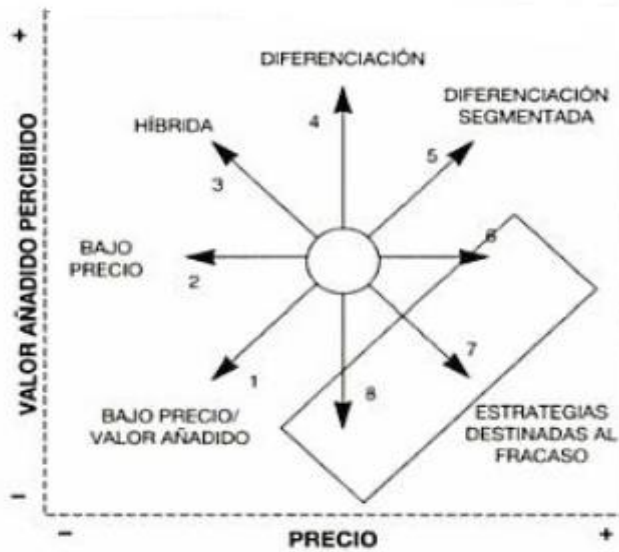 +
VALOR AÑADIDO PERCIBIDO
−
DIFERENCIACIÓN
4
DIFERENCIACIÓN
SEGMENTADA
5
HÍBRIDA
3
BAJO
PRECIO
2
6
1
BAJO PRECIO/
VALOR AÑADIDO
8
7
ESTRATEGIAS
DESTINADAS AL
FRACASO
−
PRECIO
+